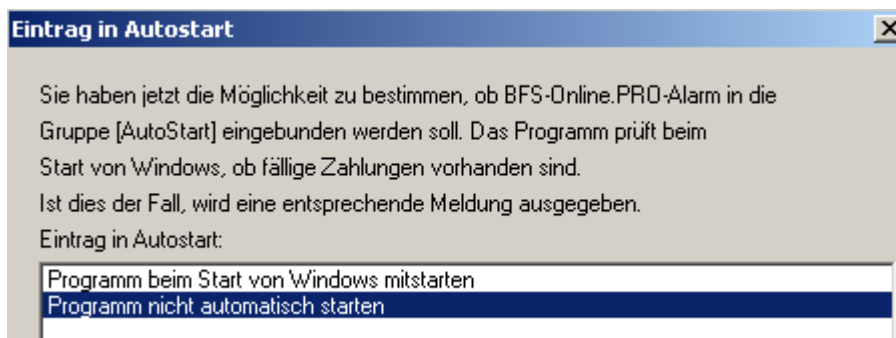 Eintrag in Autostart
Sie haben jetzt die Möglichkeit zu bestimmen, ob BFS-Online.PRO-Alarm in die
Gruppe [AutoStart] eingebunden werden soll. Das Programm prüft beim
Start von Windows, ob fällige Zahlungen vorhanden sind.
Ist dies der Fall, wird eine entsprechende Meldung ausgegeben.
Eintrag in Autostart:
Programm beim Start von Windows mitstarten
Programm nicht automatisch starten